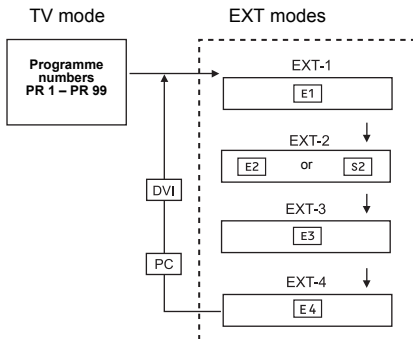 TV mode
EXT modes
Programme
numbers
PR 1 – PR 99
EXT-1
E1
EXT-2
E2 or S2
DVI
EXT-3
E3
PC
EXT-4
E4